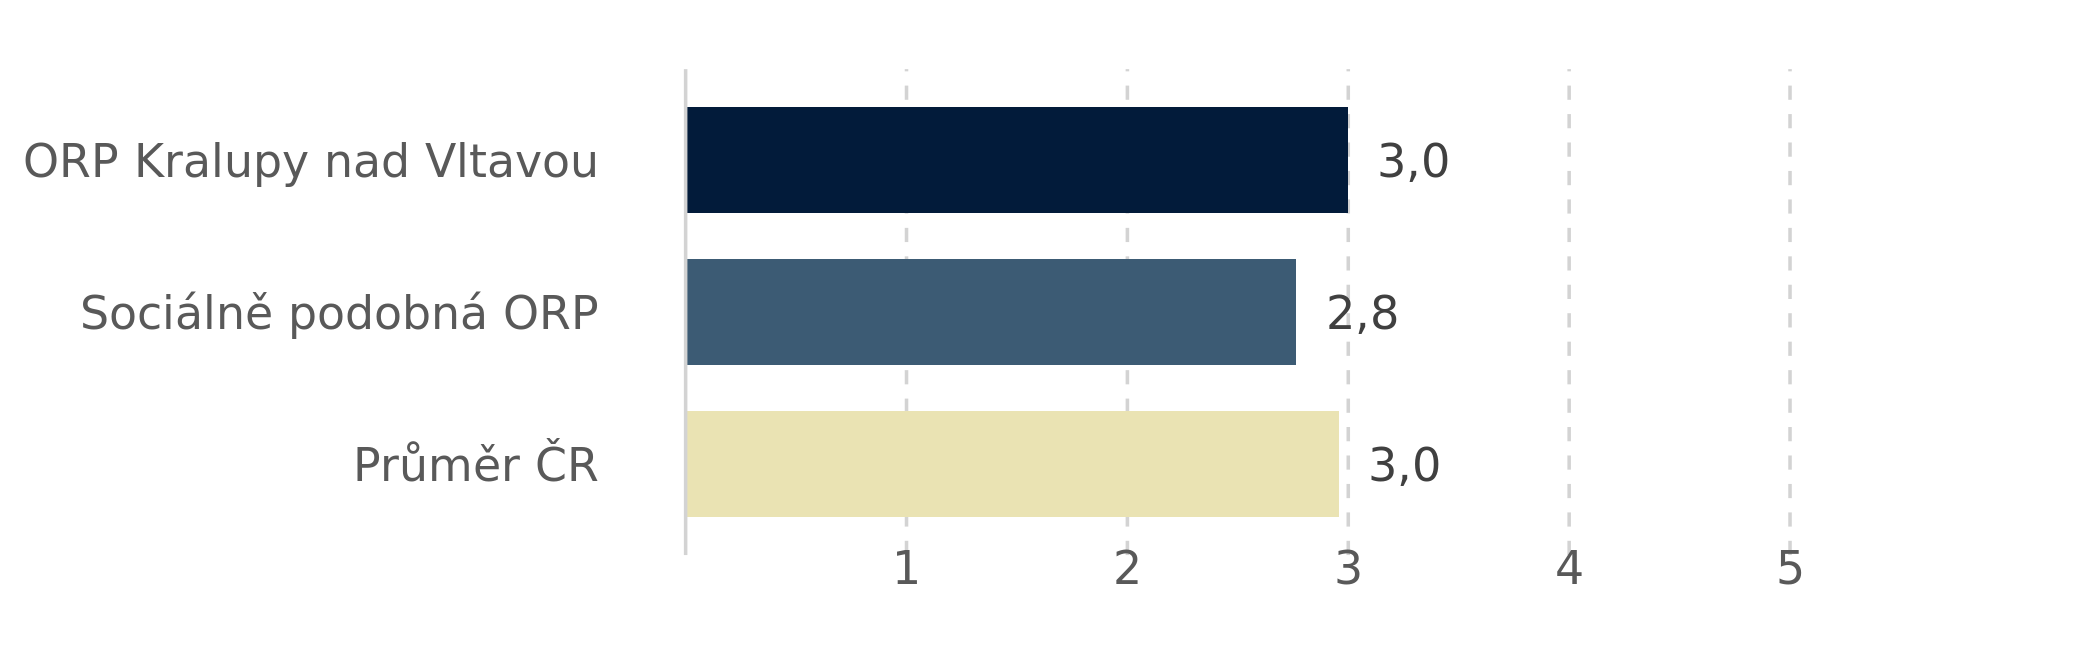 ORP Kralupy nad Vltavou 3,0
Sociálně podobná ORP 2,8
Průměr ČR 3,0
1 2 3 4 5